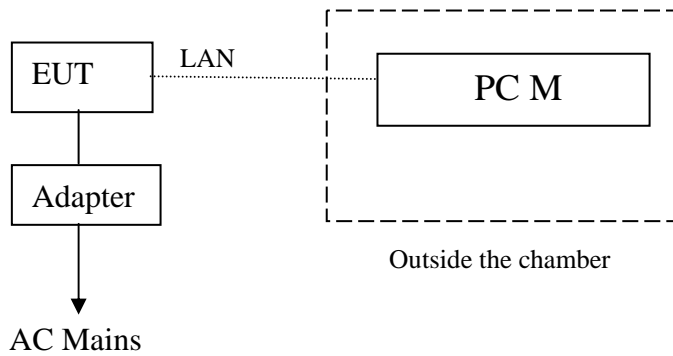 EUT
LAN
PC M
Adapter
Outside the chamber
AC Mains